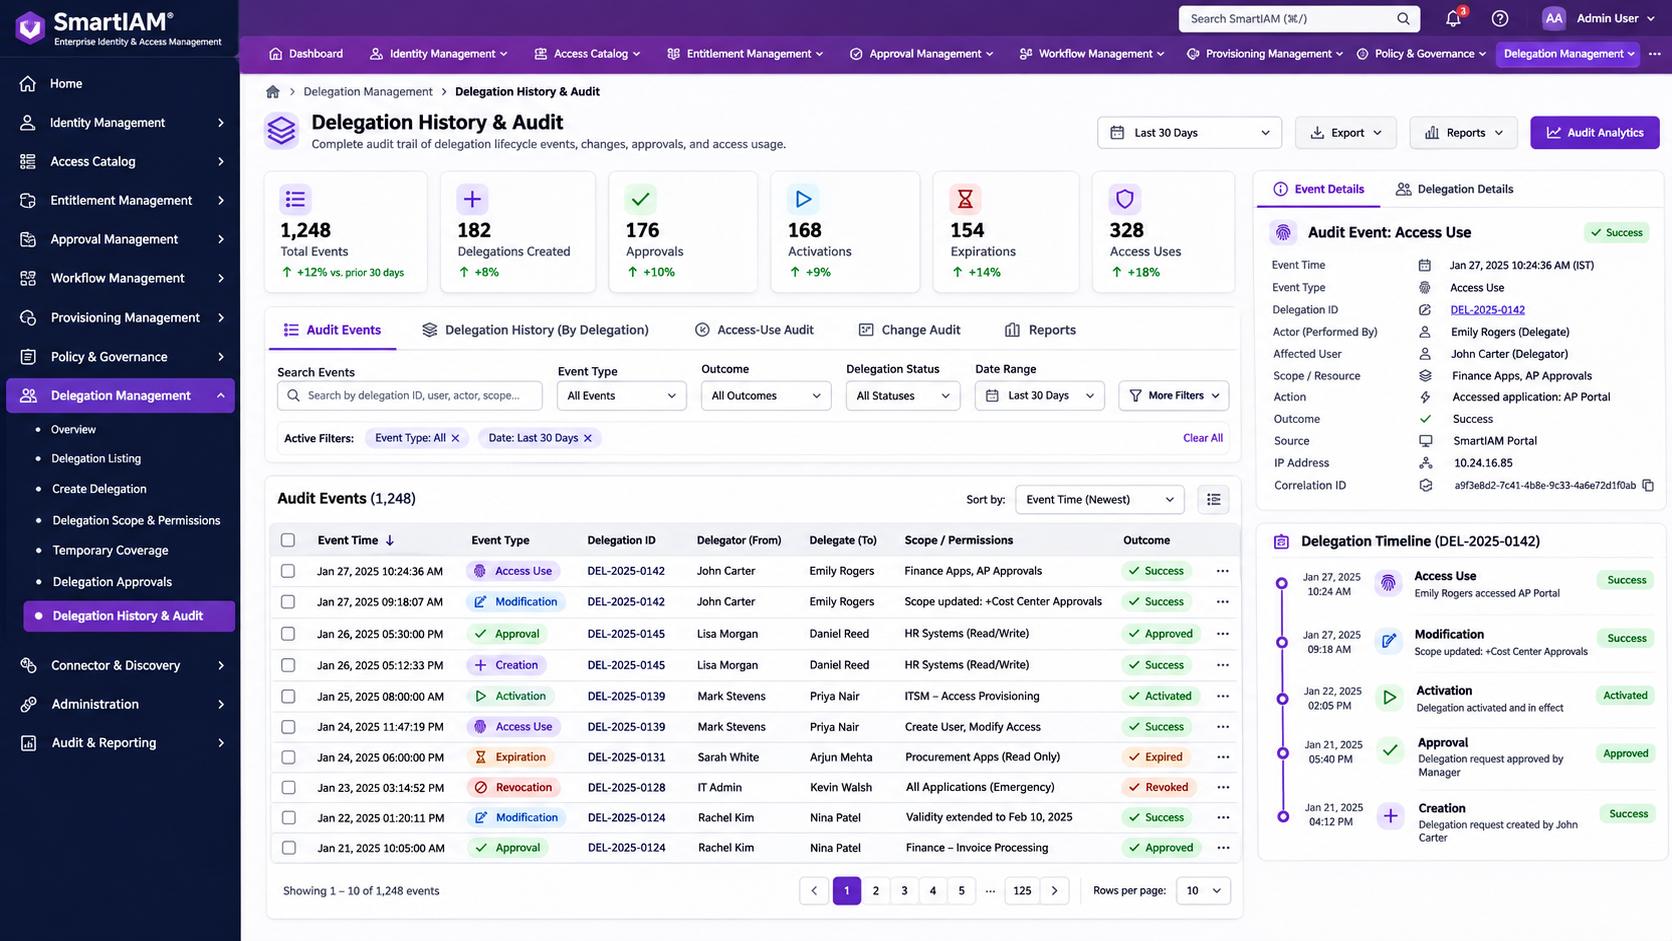 SmartIAM®
Enterprise Identity & Access Management
Search SmartIAM (⌘/)
3
AA
Admin User
Dashboard
Identity Management
Access Catalog
Entitlement Management
Approval Management
Workflow Management
Provisioning Management
Policy & Governance
Delegation Management
Home
Identity Management
Access Catalog
Entitlement Management
Approval Management
Workflow Management
Provisioning Management
Policy & Governance
Delegation Management
Overview
Delegation Listing
Create Delegation
Delegation Scope & Permissions
Temporary Coverage
Delegation Approvals
Delegation History & Audit
Connector & Discovery
Administration
Audit & Reporting
Delegation Management > Delegation History & Audit
Delegation History & Audit
Complete audit trail of delegation lifecycle events, changes, approvals, and access usage.
Last 30 Days
Export
Reports
Audit Analytics
1,248
Total Events
↑ +12% vs. prior 30 days
182
Delegations Created
↑ +8%
176
Approvals
↑ +10%
168
Activations
↑ +9%
154
Expirations
↑ +14%
328
Access Uses
↑ +18%
Audit Events
Delegation History (By Delegation)
Access-Use Audit
Change Audit
Reports
Search Events
Search by delegation ID, user, actor, scope...
Event Type
All Events
Outcome
All Outcomes
Delegation Status
All Statuses
Date Range
Last 30 Days
More Filters
Active Filters:
Event Type: All ×
Date: Last 30 Days ×
Clear All
Audit Events (1,248)
Sort by:
Event Time (Newest)
Event Time ↓ Event Type Delegation ID Delegator (From) Delegate (To) Scope / Permissions Outcome
Jan 27, 2025 10:24:36 AM Access Use DEL-2025-0142 John Carter Emily Rogers Finance Apps, AP Approvals Success
Jan 27, 2025 09:18:07 AM Modification DEL-2025-0142 John Carter Emily Rogers Scope updated: +Cost Center Approvals Success
Jan 26, 2025 05:30:00 PM Approval DEL-2025-0145 Lisa Morgan Daniel Reed HR Systems (Read/Write) Approved
Jan 26, 2025 05:12:33 PM Creation DEL-2025-0145 Lisa Morgan Daniel Reed HR Systems (Read/Write) Success
Jan 25, 2025 08:00:00 AM Activation DEL-2025-0139 Mark Stevens Priya Nair ITSM – Access Provisioning Activated
Jan 24, 2025 11:47:19 PM Access Use DEL-2025-0139 Mark Stevens Priya Nair Create User, Modify Access Success
Jan 24, 2025 06:00:00 PM Expiration DEL-2025-0131 Sarah White Arjun Mehta Procurement Apps (Read Only) Expired
Jan 23, 2025 03:14:52 PM Revocation DEL-2025-0128 IT Admin Kevin Walsh All Applications (Emergency) Revoked
Jan 22, 2025 01:20:11 PM Modification DEL-2025-0124 Rachel Kim Nina Patel Validity extended to Feb 10, 2025 Success
Jan 21, 2025 10:05:00 AM Approval DEL-2025-0124 Rachel Kim Nina Patel Finance – Invoice Processing Approved
Showing 1 – 10 of 1,248 events
< 1 2 3 4 5 ... 125 >
Rows per page:
10
Event Details
Delegation Details
Audit Event: Access Use
Success
Event Time Jan 27, 2025 10:24:36 AM (IST)
Event Type Access Use
Delegation ID DEL-2025-0142
Actor (Performed By) Emily Rogers (Delegate)
Affected User John Carter (Delegator)
Scope / Resource Finance Apps, AP Approvals
Action Accessed application: AP Portal
Outcome Success
Source SmartIAM Portal
IP Address 10.24.16.85
Correlation ID a9f3e8d2-7c41-4b8e-9c33-4a6e72d1f0ab
Delegation Timeline (DEL-2025-0142)
Jan 27, 2025
10:24 AM
Access Use
Emily Rogers accessed AP Portal
Success
Jan 27, 2025
09:18 AM
Modification
Scope updated: +Cost Center Approvals
Success
Jan 22, 2025
02:05 PM
Activation
Delegation activated and in effect
Activated
Jan 21, 2025
05:40 PM
Approval
Delegation request approved by
Manager
Approved
Jan 21, 2025
04:12 PM
Creation
Delegation request created by John
Carter
Success